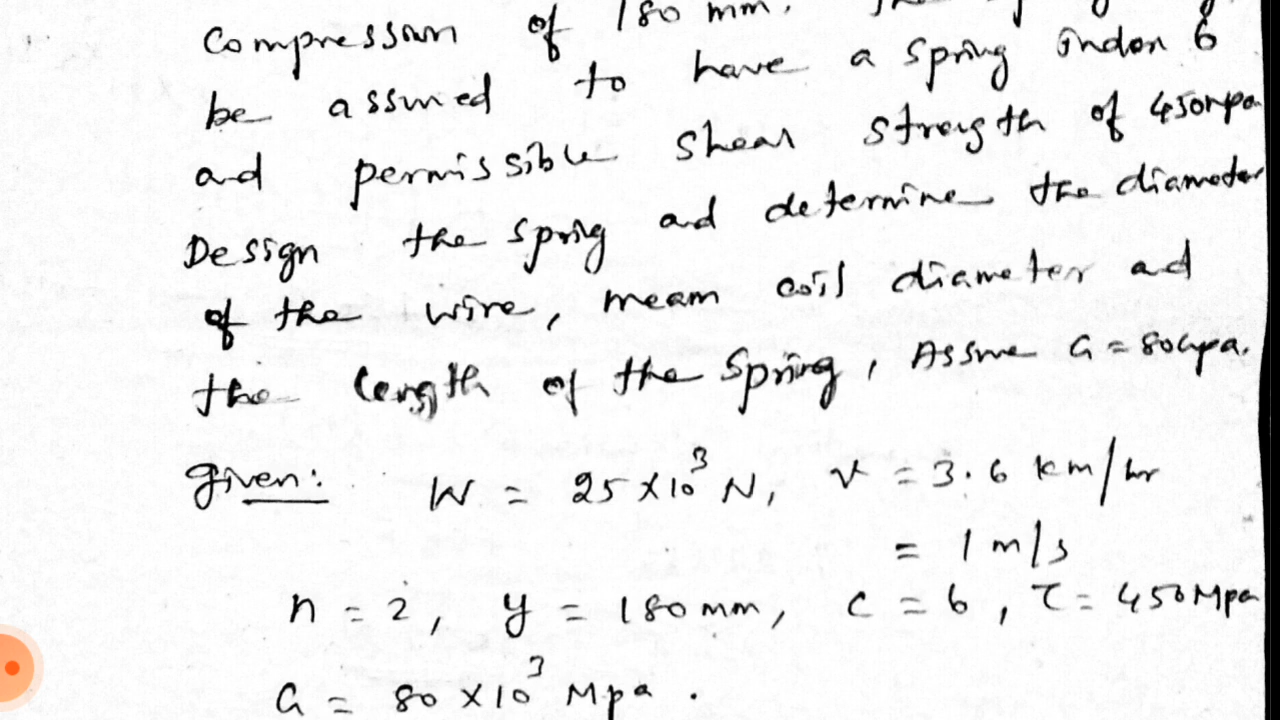 compression of 180 mm.
be assumed to have a spring index 6
and permissible shear strength of 450Mpa
Design the spring and determine the diameter
of the wire, mean coil diameter and
the length of the spring, Assume G = 80Gpa.
given: W = 25 × 10³ N, V = 3.6 km/hr
= 1 m/s
n = 2, y = 180 mm, C = 6, τ = 450 Mpa
G = 80 × 10³ Mpa.